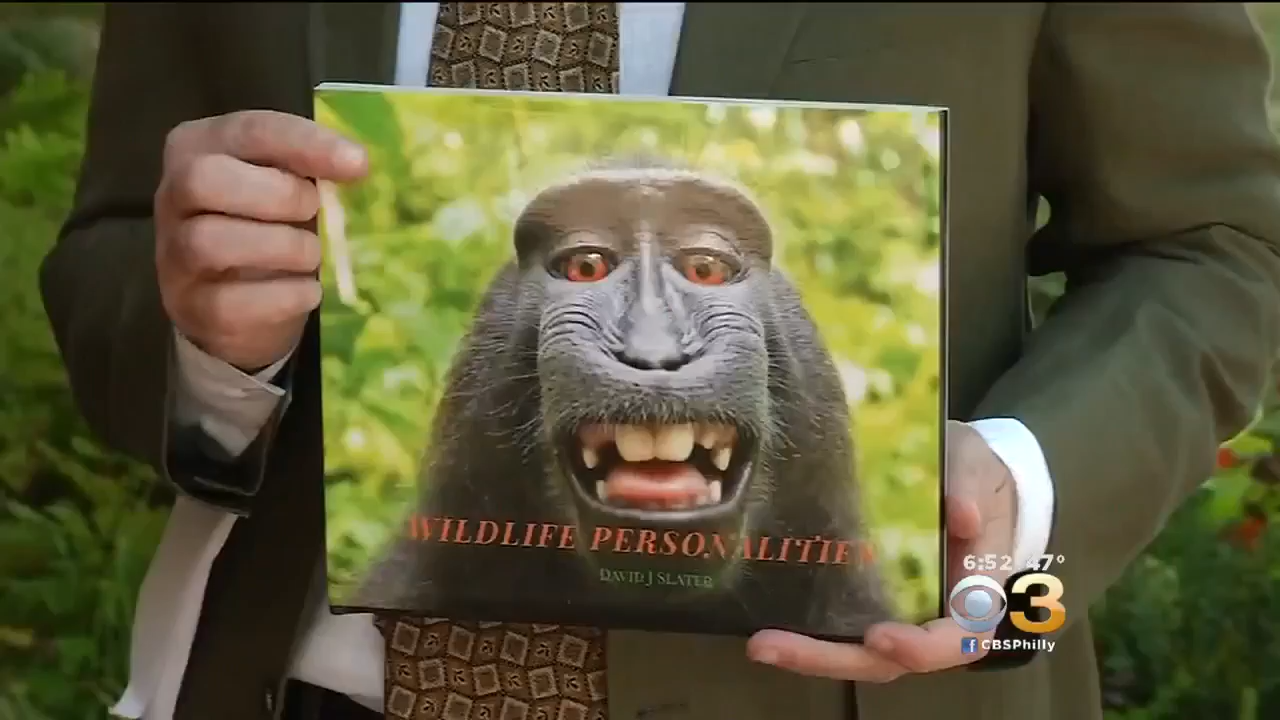 WILDLIFE PERSONALITIES
DAVID J SLATER
6:52 47°
3
CBSPhilly